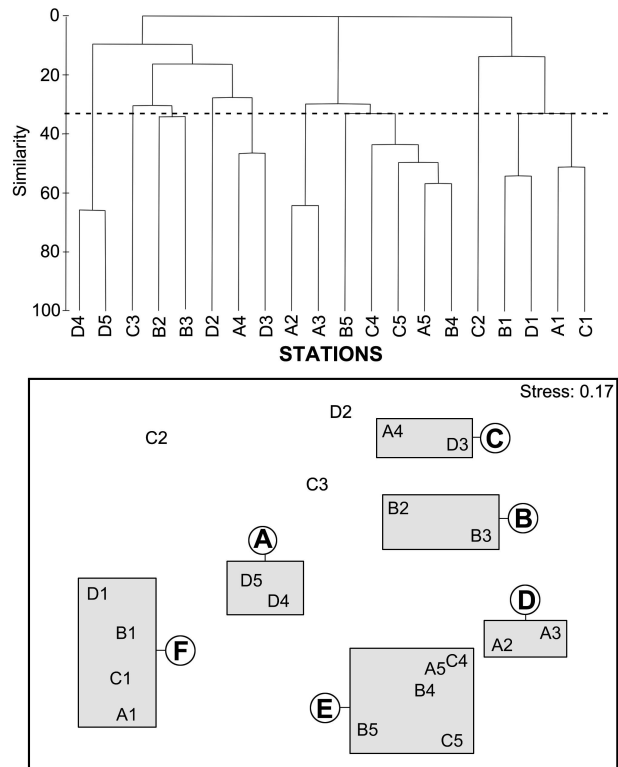 0
20
40
60
80
100
Similarity
D4 D5 C3 B2 B3 D2 A4 D3 A2 A3 B5 C4 C5 A5 B4 C2 B1 D1 A1 C1
STATIONS
Stress: 0.17
D2
A4
C2
D3 C
C3
B2
B3 B
A
D5
D4
D1
D
B1
A3
A2
F
C4
A5
C1
B4
E
A1
B5
C5